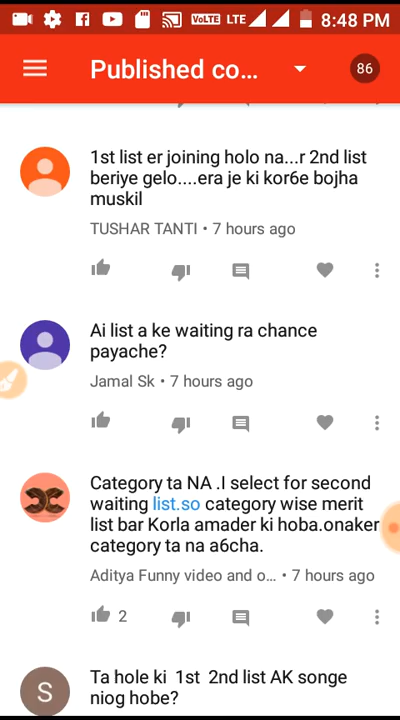 VoLTE LTE 8:48 PM
Published co... 86
1st list er joining holo na...r 2nd list
beriye gelo....era je ki kor6e bojha
muskil
TUSHAR TANTI • 7 hours ago
Ai list a ke waiting ra chance
payache?
Jamal Sk • 7 hours ago
Category ta NA .I select for second
waiting list.so category wise merit
list bar Korla amader ki hoba.onaker
category ta na a6cha.
Aditya Funny video and o... • 7 hours ago
2
S
Ta hole ki 1st 2nd list AK songe
niog hobe?